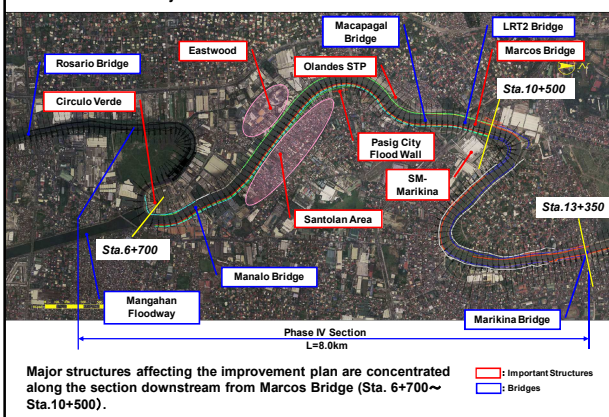 Macapagal
Bridge
LRT2 Bridge
Eastwood
Marcos Bridge
Rosario Bridge
Olandes STP
Sta.10+500
Circulo Verde
Pasig City
Flood Wall
SM-
Marikina
Sta.13+350
Santolan Area
Sta.6+700
Manalo Bridge
Mangahan
Floodway
Marikina Bridge
Phase IV Section
L=8.0km
Major structures affecting the improvement plan are concentrated
along the section downstream from Marcos Bridge (Sta. 6+700～
Sta.10+500).
: Important Structures
: Bridges